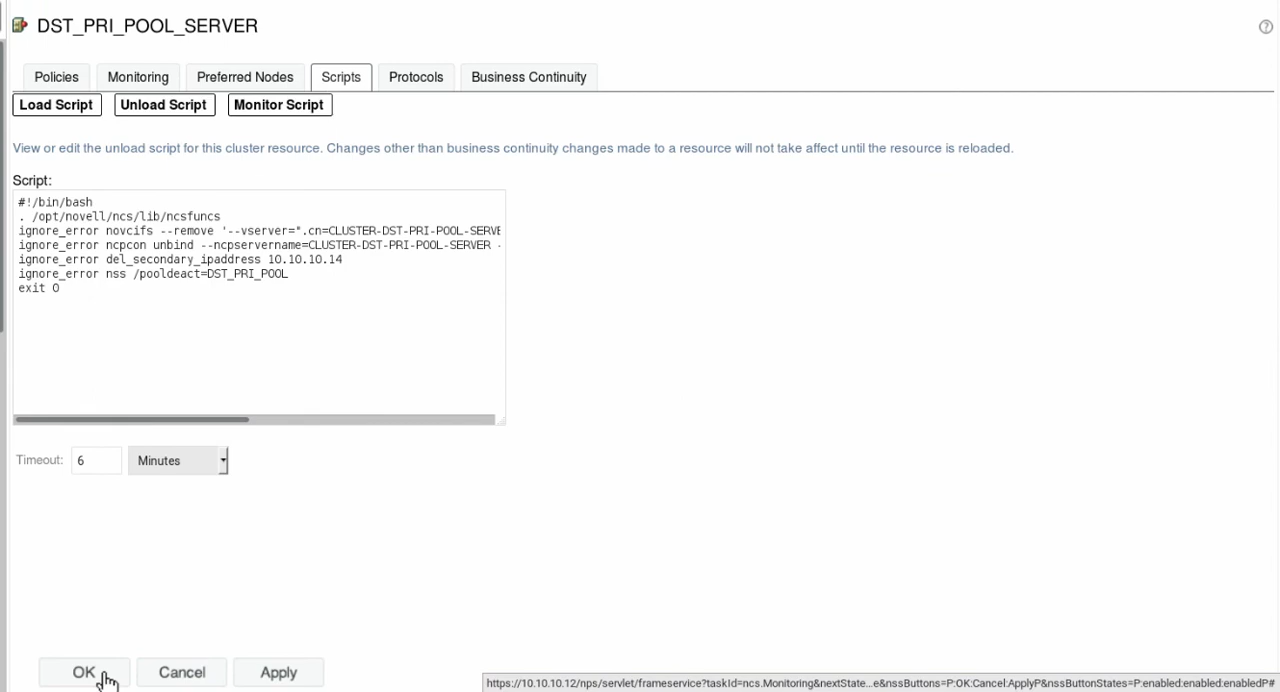 DST_PRI_POOL_SERVER
Policies Monitoring Preferred Nodes Scripts Protocols Business Continuity
Load Script Unload Script Monitor Script
View or edit the unload script for this cluster resource. Changes other than business continuity changes made to a resource will not take affect until the resource is reloaded.
Script:
#!/bin/bash
. /opt/novell/ncs/lib/ncsfuncs
ignore_error novcifs --remove '--vserver=".cn=CLUSTER-DST-PRI-POOL-SERVE
ignore_error ncpcon unbind --ncpservername=CLUSTER-DST-PRI-POOL-SERVER -
ignore_error del_secondary_ipaddress 10.10.10.14
ignore_error nss /pooldeact=DST_PRI_POOL
exit 0
Timeout: 6 Minutes
OK Cancel Apply
https://10.10.10.12/nps/servlet/frameservice?taskId=ncs.Monitoring&nextState...e&nssButtons=P:OK:Cancel:ApplyP&nssButtonStates=P:enabled:enabled:enabledP#